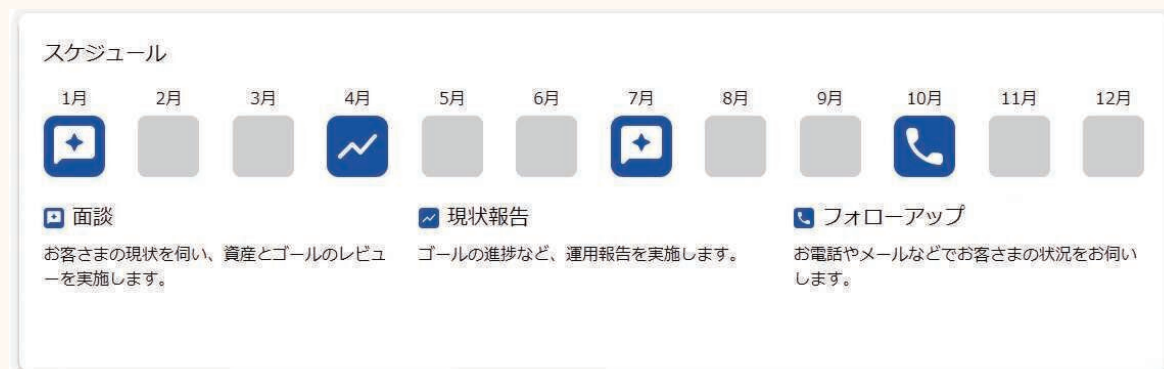 スケジュール
1月 2月 3月 4月 5月 6月 7月 8月 9月 10月 11月 12月
面談
お客さまの現状を伺い、資産とゴールのレビュ
ーを実施します。
現状報告
ゴールの進捗など、運用報告を実施します。
フォローアップ
お電話やメールなどでお客さまの状況をお伺い
します。